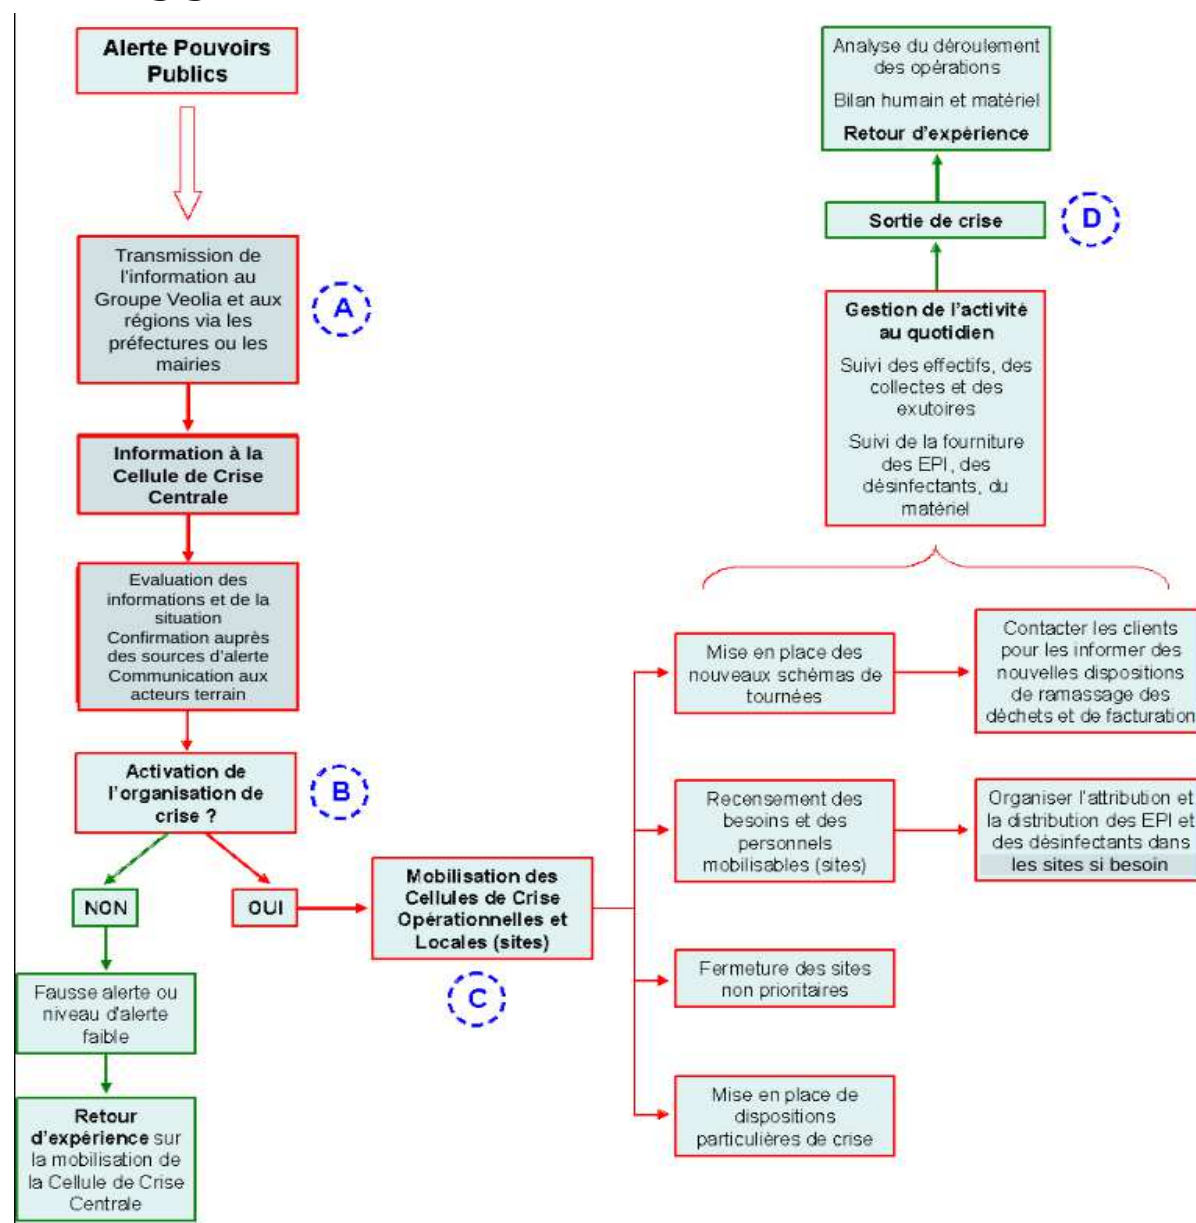 Alerte Pouvoirs
Publics
Transmission de
l'information au
Groupe Veolia et aux
régions via les
préfectures ou les
mairies
A
Information à la
Cellule de Crise
Centrale
Evaluation des
informations et de la
situation
Confirmation auprès
des sources d'alerte
Communication aux
acteurs terrain
Activation de
l'organisation de
crise ?
B
NON
OUI
Fausse alerte ou
niveau d'alerte
faible
Retour
d'expérience sur
la mobilisation de
la Cellule de Crise
Centrale
Mobilisation des
Cellules de Crise
Opérationnelles et
Locales (sites)
C
Mise en place des
nouveaux schémas de
tournées
Contacter les clients
pour les informer des
nouvelles dispositions
de ramassage des
déchets et de facturation
Recensement des
besoins et des
personnels
mobilisables (sites)
Organiser l'attribution et
la distribution des EPI et
des désinfectants dans
les sites si besoin
Fermeture des sites
non prioritaires
Mise en place de
dispositions
particulières de crise
Gestion de l'activité
au quotidien
Suivi des effectifs, des
collectes et des
exutoires
Suivi de la fourniture
des EPI, des
désinfectants, du
matériel
Sortie de crise
D
Analyse du déroulement
des opérations
Bilan humain et matériel
Retour d'expérience